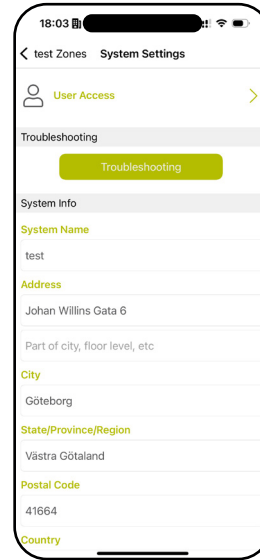 18:03
test Zones System Settings
User Access
Troubleshooting
Troubleshooting
System Info
System Name
test
Address
Johan Willins Gata 6
Part of city, floor level, etc
City
Göteborg
State/Province/Region
Västra Götaland
Postal Code
41664
Country